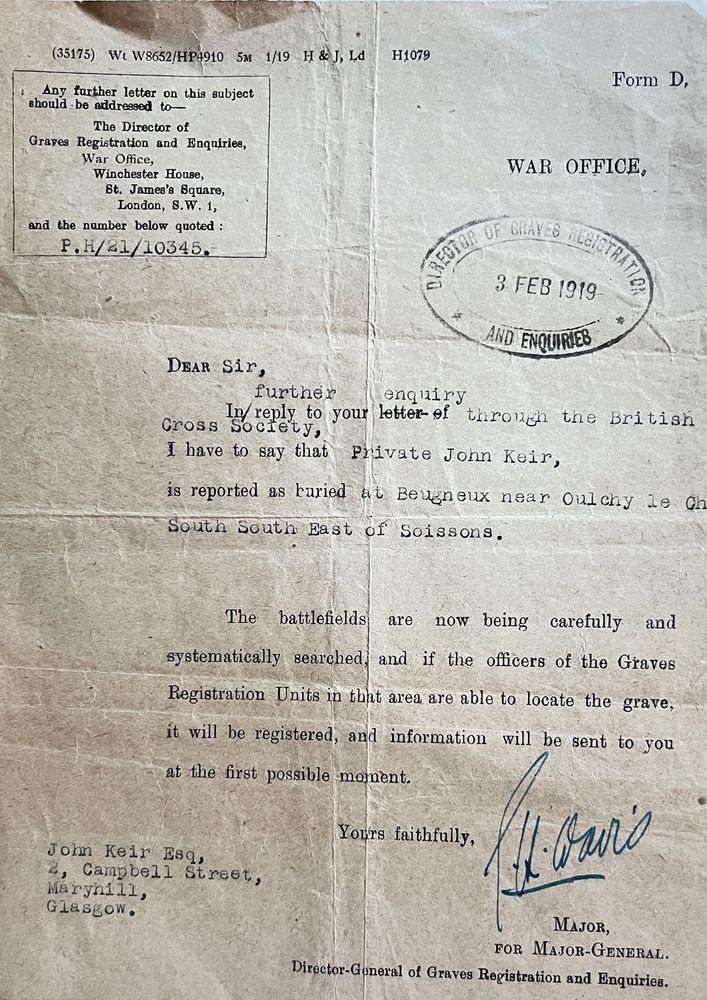 (35175) Wt W8652/HP4910 5M 1/19 H & J, Ld H1079
Form D,
Any further letter on this subject
should be addressed to—
The Director of
Graves Registration and Enquiries,
War Office,
Winchester House,
St. James's Square,
London, S.W. 1,
and the number below quoted :
P.H/21/10345.
WAR OFFICE,
DIRECTOR OF GRAVES REGISTRATION
3 FEB 1919
AND ENQUIRIES
DEAR Sir,
further enquiry
In/reply to your letter of through the British
Cross Society,
I have to say that Private John Keir,
is reported as buried at Beugneux near Oulchy le Ch
South South East of Soissons.
The battlefields are now being carefully and
systematically searched, and if the officers of the Graves
Registration Units in that area are able to locate the grave,
it will be registered, and information will be sent to you
at the first possible moment.
Yours faithfully,
H. Davis
John Keir Esq,
2, Campbell Street,
Maryhill,
Glasgow.
MAJOR,
FOR MAJOR-GENERAL.
Director-General of Graves Registration and Enquiries.